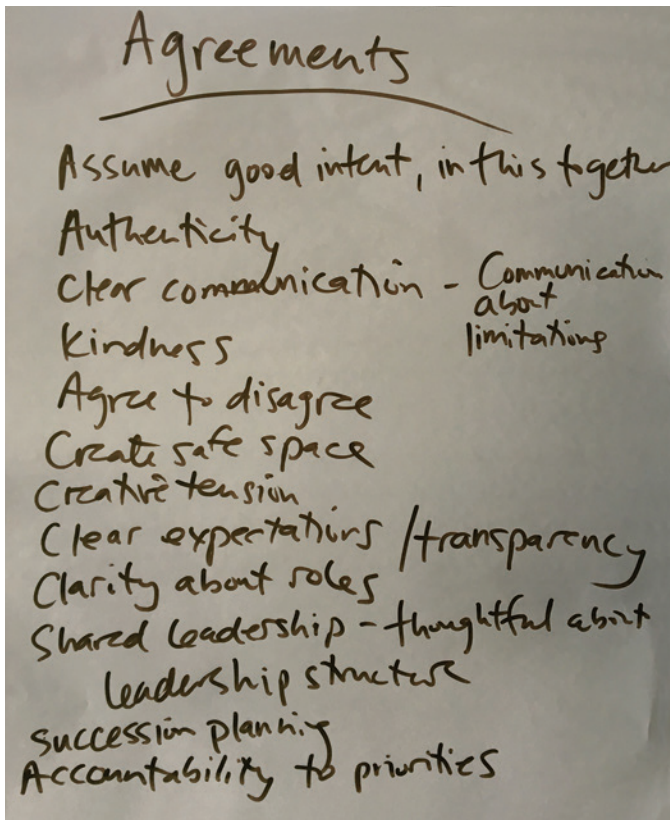 Agreements
Assume good intent, in this together
Authenticity
Clear communication - Communication
about
limitations
Kindness
Agree to disagree
Create safe space
Creative tension
Clear expectations / transparency
Clarity about roles
Shared leadership - thoughtful about
leadership structure
succession planning
Accountability to priorities